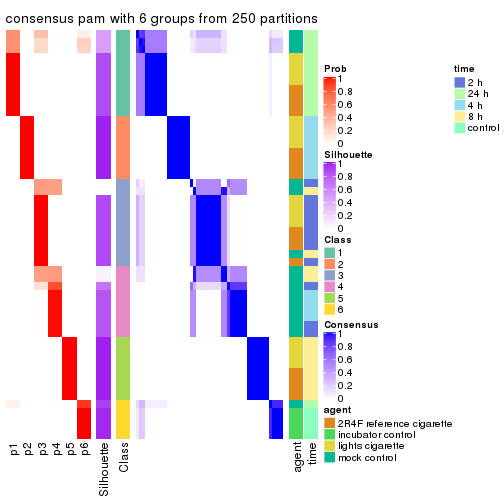 consensus pam with 6 groups from 250 partitions
Prob
1
0.8
0.6
0.4
0.2
0
time
2 h
24 h
4 h
8 h
control
Silhouette
1
0.8
0.6
0.4
0.2
0
Class
1
2
3
4
5
6
Consensus
1
0.8
0.6
0.4
0.2
0
agent
2R4F reference cigarette
incubator control
lights cigarette
mock control
p1
p2
p3
p4
p5
p6
Silhouette
Class
agent
time